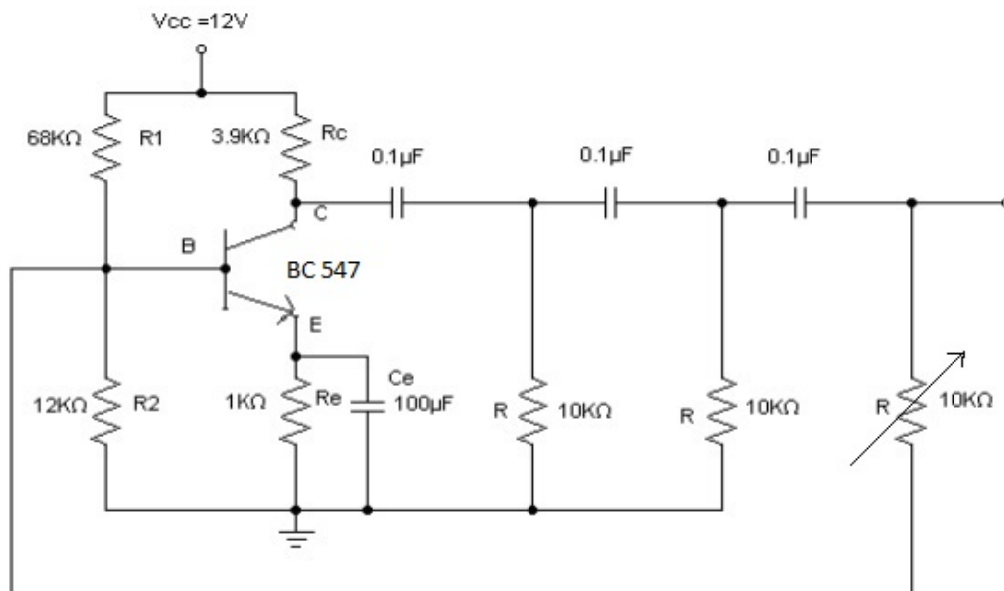 Vcc =12V
68KΩ
R1
3.9KΩ
Rc
0.1µF
0.1µF
0.1µF
C
B
BC 547
E
12KΩ
R2
1KΩ
Re
Ce
100µF
R
10KΩ
R
10KΩ
R
10KΩ